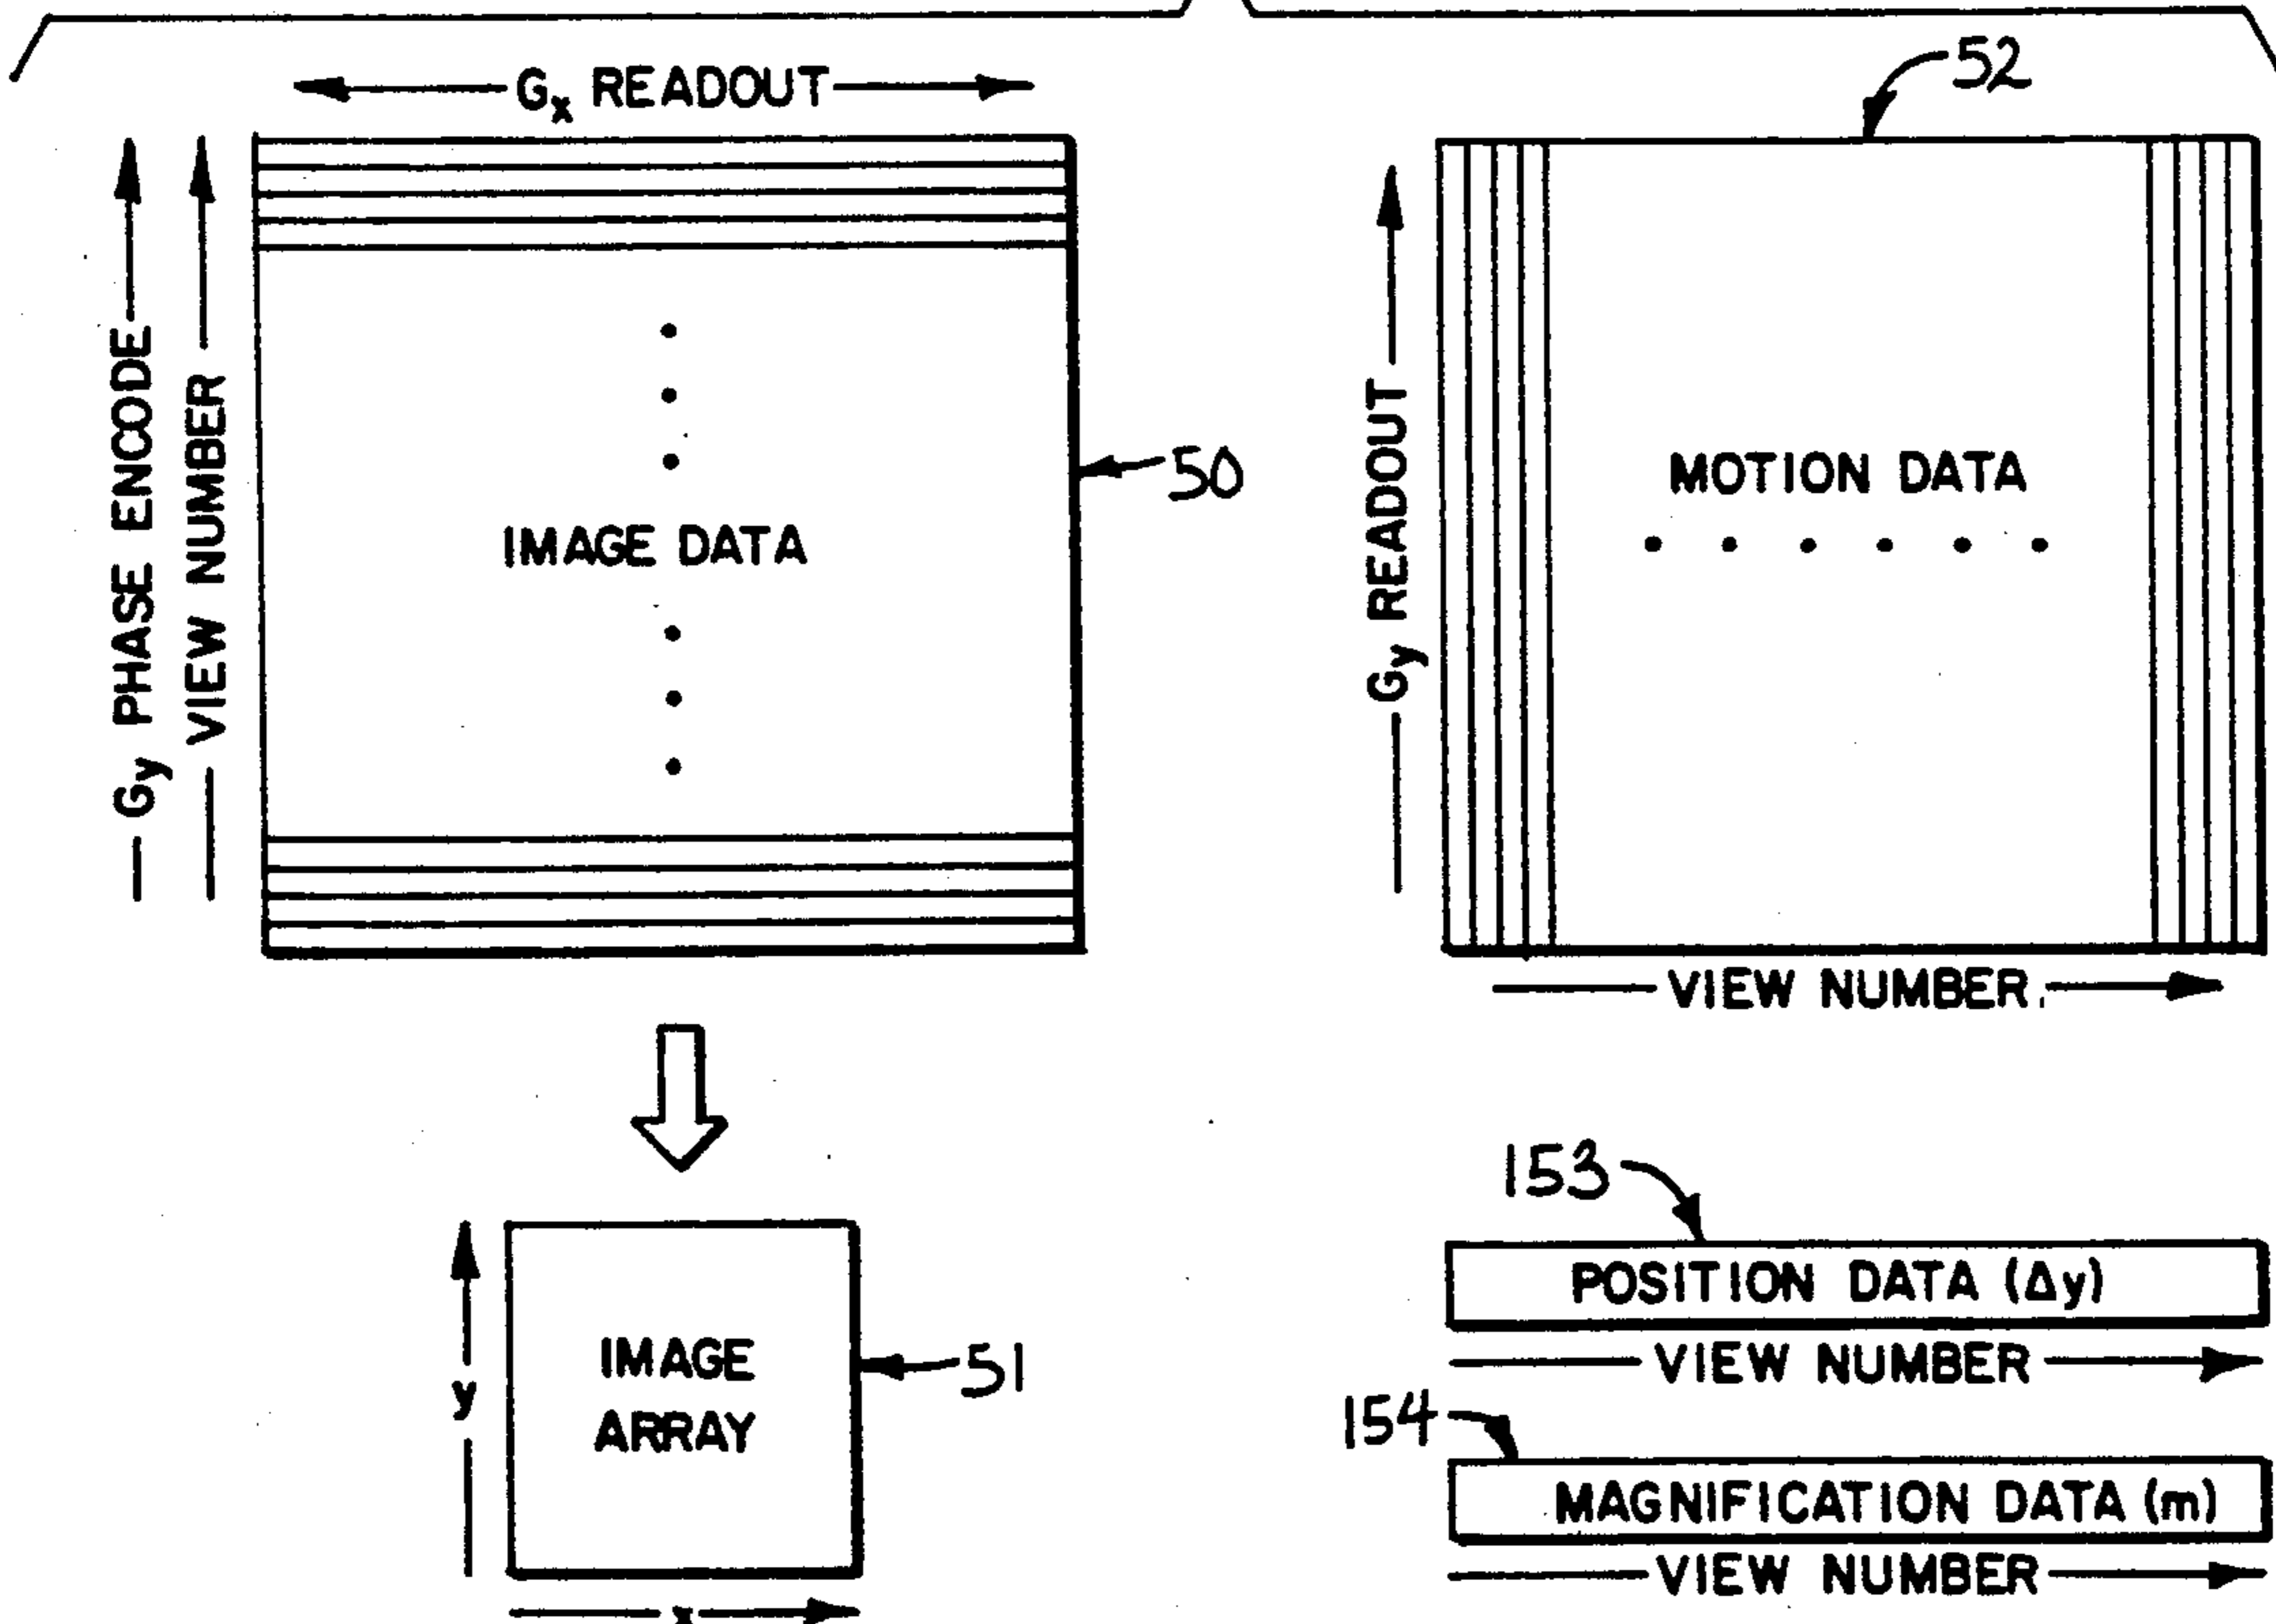 Gx READOUT
52
Gy PHASE ENCODE
VIEW NUMBER
IMAGE DATA
50
Gy READOUT
MOTION DATA
VIEW NUMBER
y
IMAGE
ARRAY
51
x
153
POSITION DATA (Δy)
VIEW NUMBER
154
MAGNIFICATION DATA (m)
VIEW NUMBER